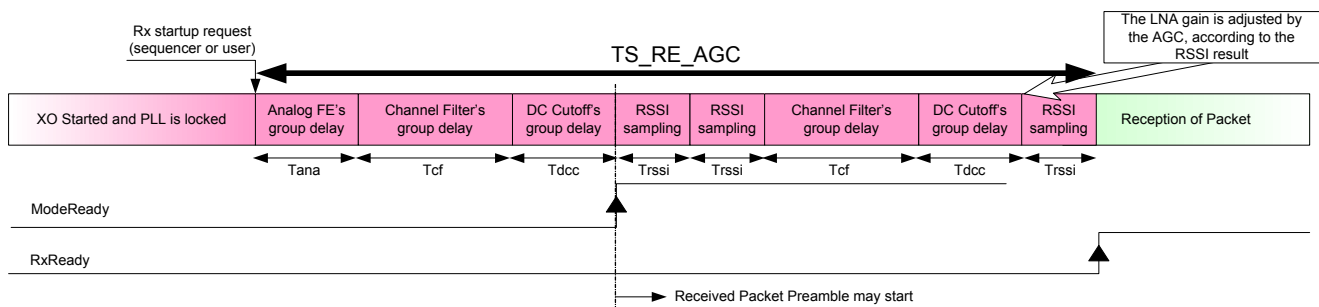 Rx startup request
(sequencer or user)
TS_RE_AGC
The LNA gain is adjusted by
the AGC, according to the
RSSI result
XO Started and PLL is locked
Analog FE's
group delay
Channel Filter's
group delay
DC Cutoff's
group delay
RSSI
sampling
RSSI
sampling
Channel Filter's
group delay
DC Cutoff's
group delay
RSSI
sampling
Reception of Packet
Tana
Tcf
Tdcc
Trssi
Trssi
Tcf
Tdcc
Trssi
ModeReady
RxReady
Received Packet Preamble may start